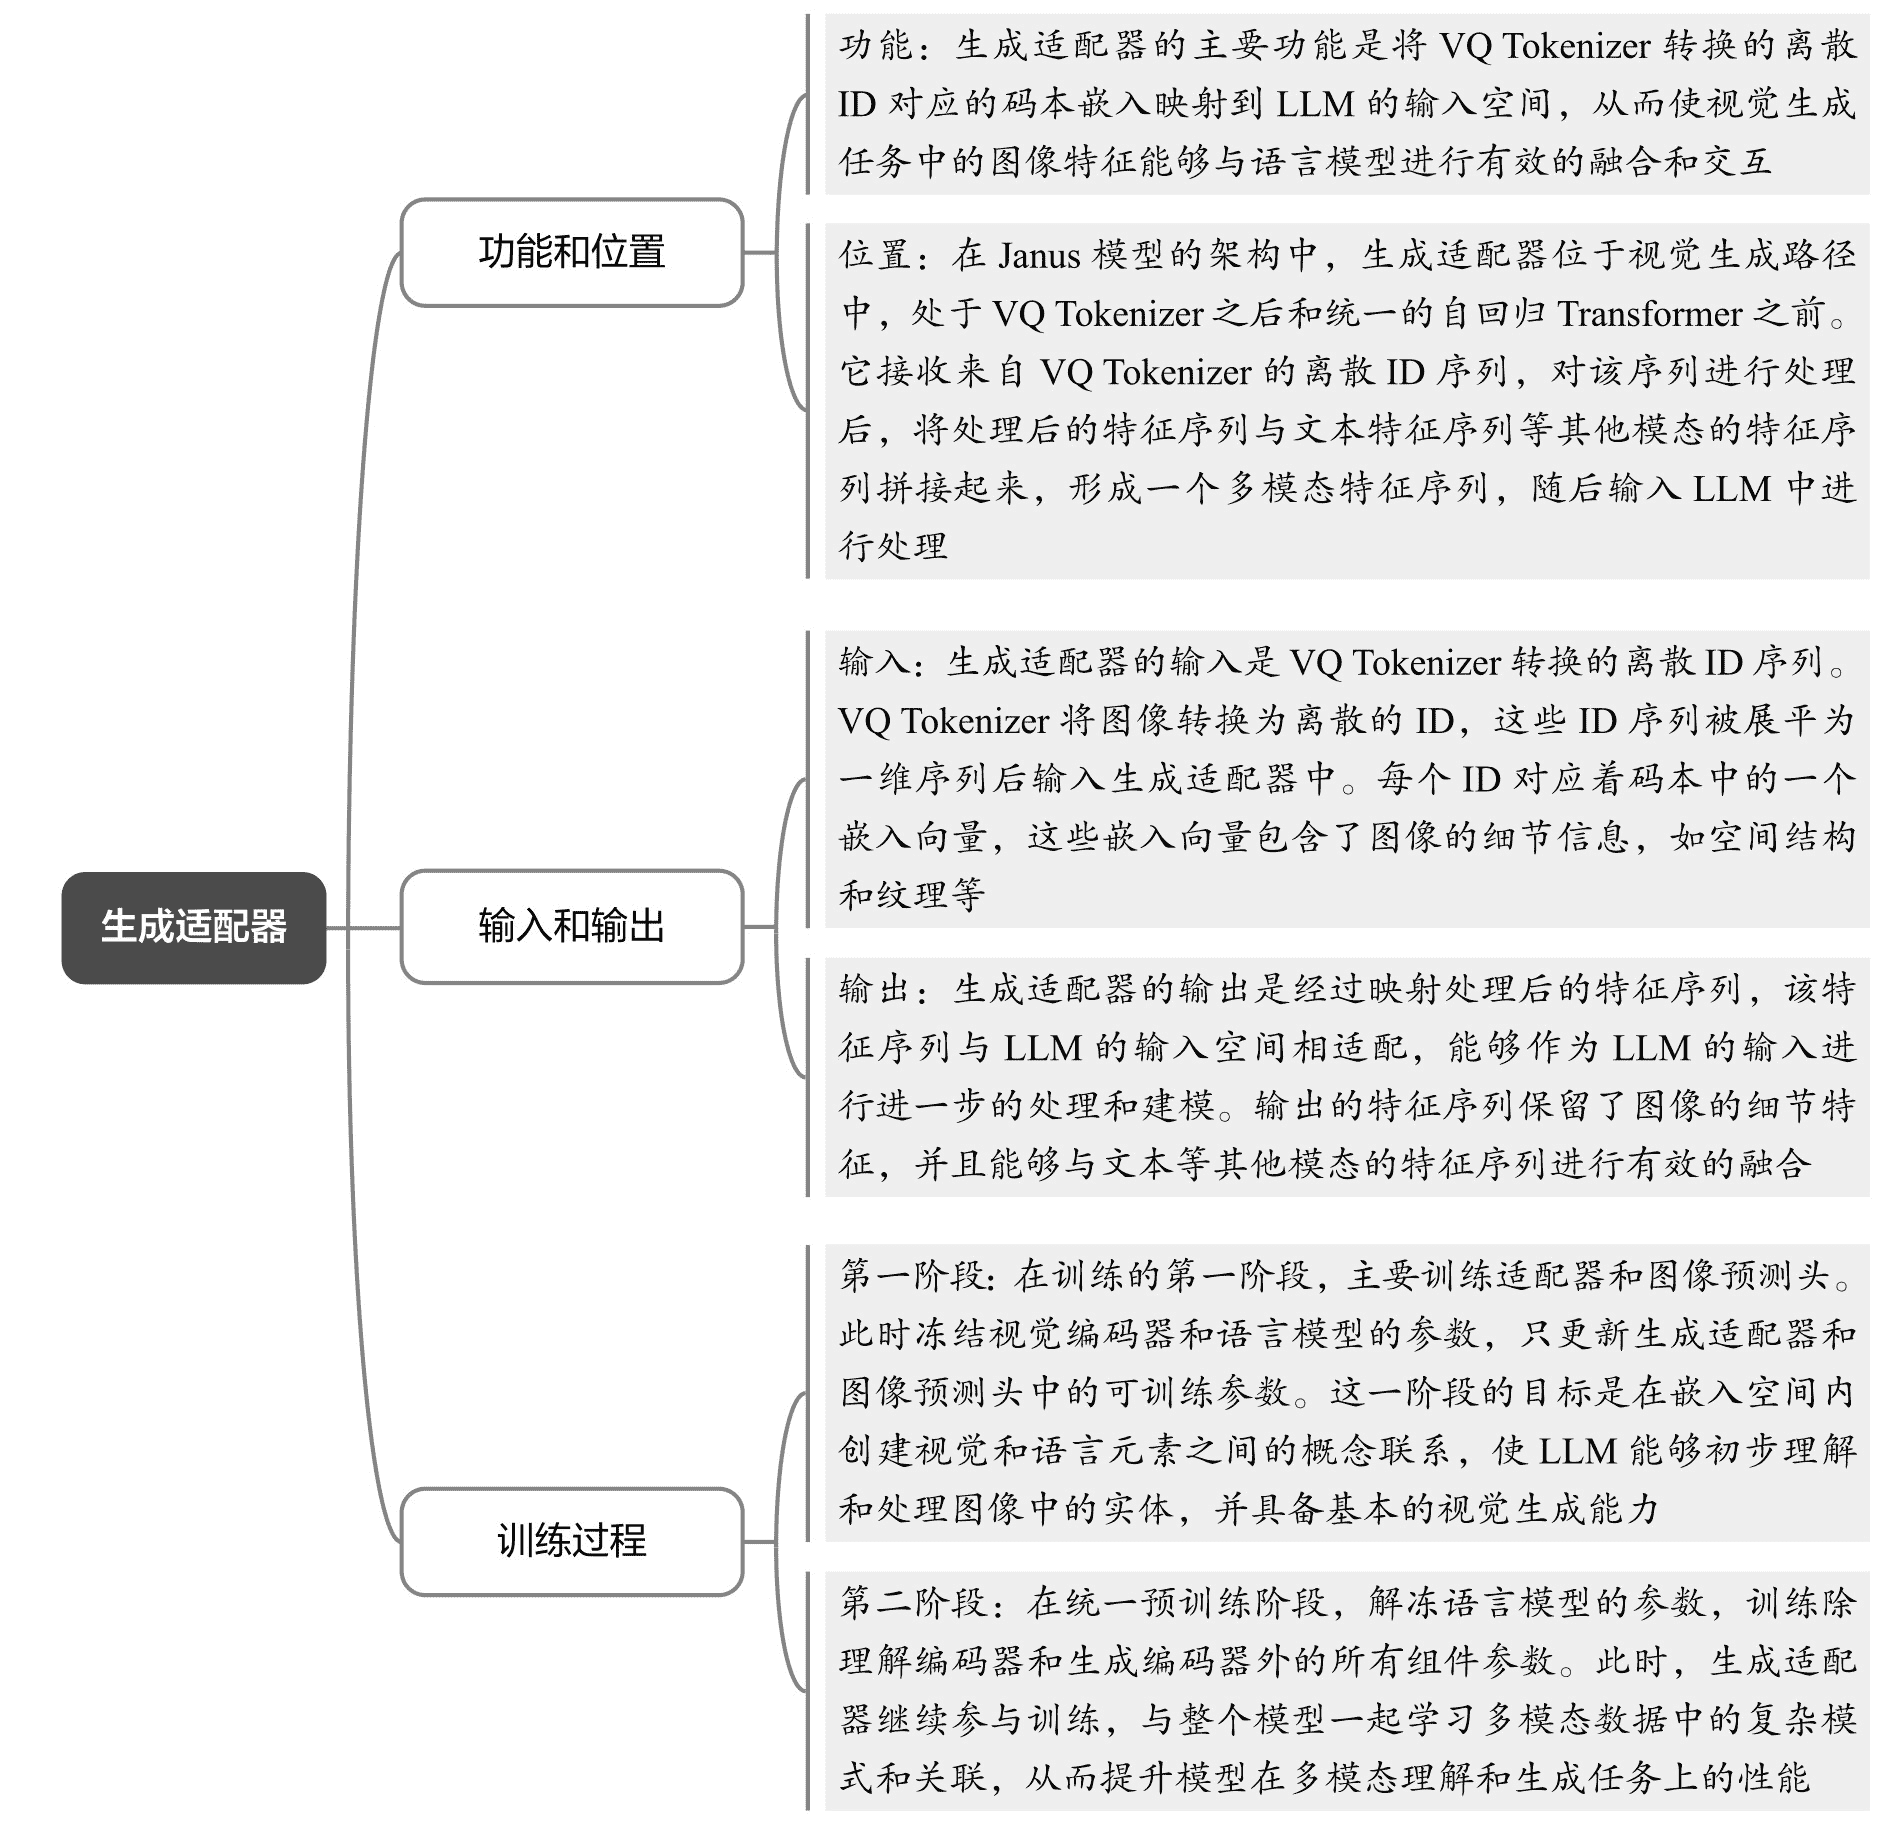 生成适配器
功能和位置
功能：生成适配器的主要功能是将 VQ Tokenizer 转换的离散
ID 对应的码本嵌入映射到 LLM 的输入空间，从而使视觉生成
任务中的图像特征能够与语言模型进行有效的融合和交互
位置：在 Janus 模型的架构中，生成适配器位于视觉生成路径
中，处于 VQ Tokenizer 之后和统一的自回归 Transformer 之前。
它接收来自 VQ Tokenizer 的离散 ID 序列，对该序列进行处理
后，将处理后的特征序列与文本特征序列等其他模态的特征序
列拼接起来，形成一个多模态特征序列，随后输入 LLM 中进
行处理
输入和输出
输入：生成适配器的输入是 VQ Tokenizer 转换的离散 ID 序列。
VQ Tokenizer 将图像转换为离散的 ID，这些 ID 序列被展平为
一维序列后输入生成适配器中。每个 ID 对应着码本中的一个
嵌入向量，这些嵌入向量包含了图像的细节信息，如空间结构
和纹理等
输出：生成适配器的输出是经过映射处理后的特征序列，该特
征序列与 LLM 的输入空间相适配，能够作为 LLM 的输入进
行进一步的处理和建模。输出的特征序列保留了图像的细节特
征，并且能够与文本等其他模态的特征序列进行有效的融合
训练过程
第一阶段：在训练的第一阶段，主要训练适配器和图像预测头。
此时冻结视觉编码器和语言模型的参数，只更新生成适配器和
图像预测头中的可训练参数。这一阶段的目标是在嵌入空间内
创建视觉和语言元素之间的概念联系，使 LLM 能够初步理解
和处理图像中的实体，并具备基本的视觉生成能力
第二阶段：在统一预训练阶段，解冻语言模型的参数，训练除
理解编码器和生成编码器外的所有组件参数。此时，生成适配
器继续参与训练，与整个模型一起学习多模态数据中的复杂模
式和关联，从而提升模型在多模态理解和生成任务上的性能